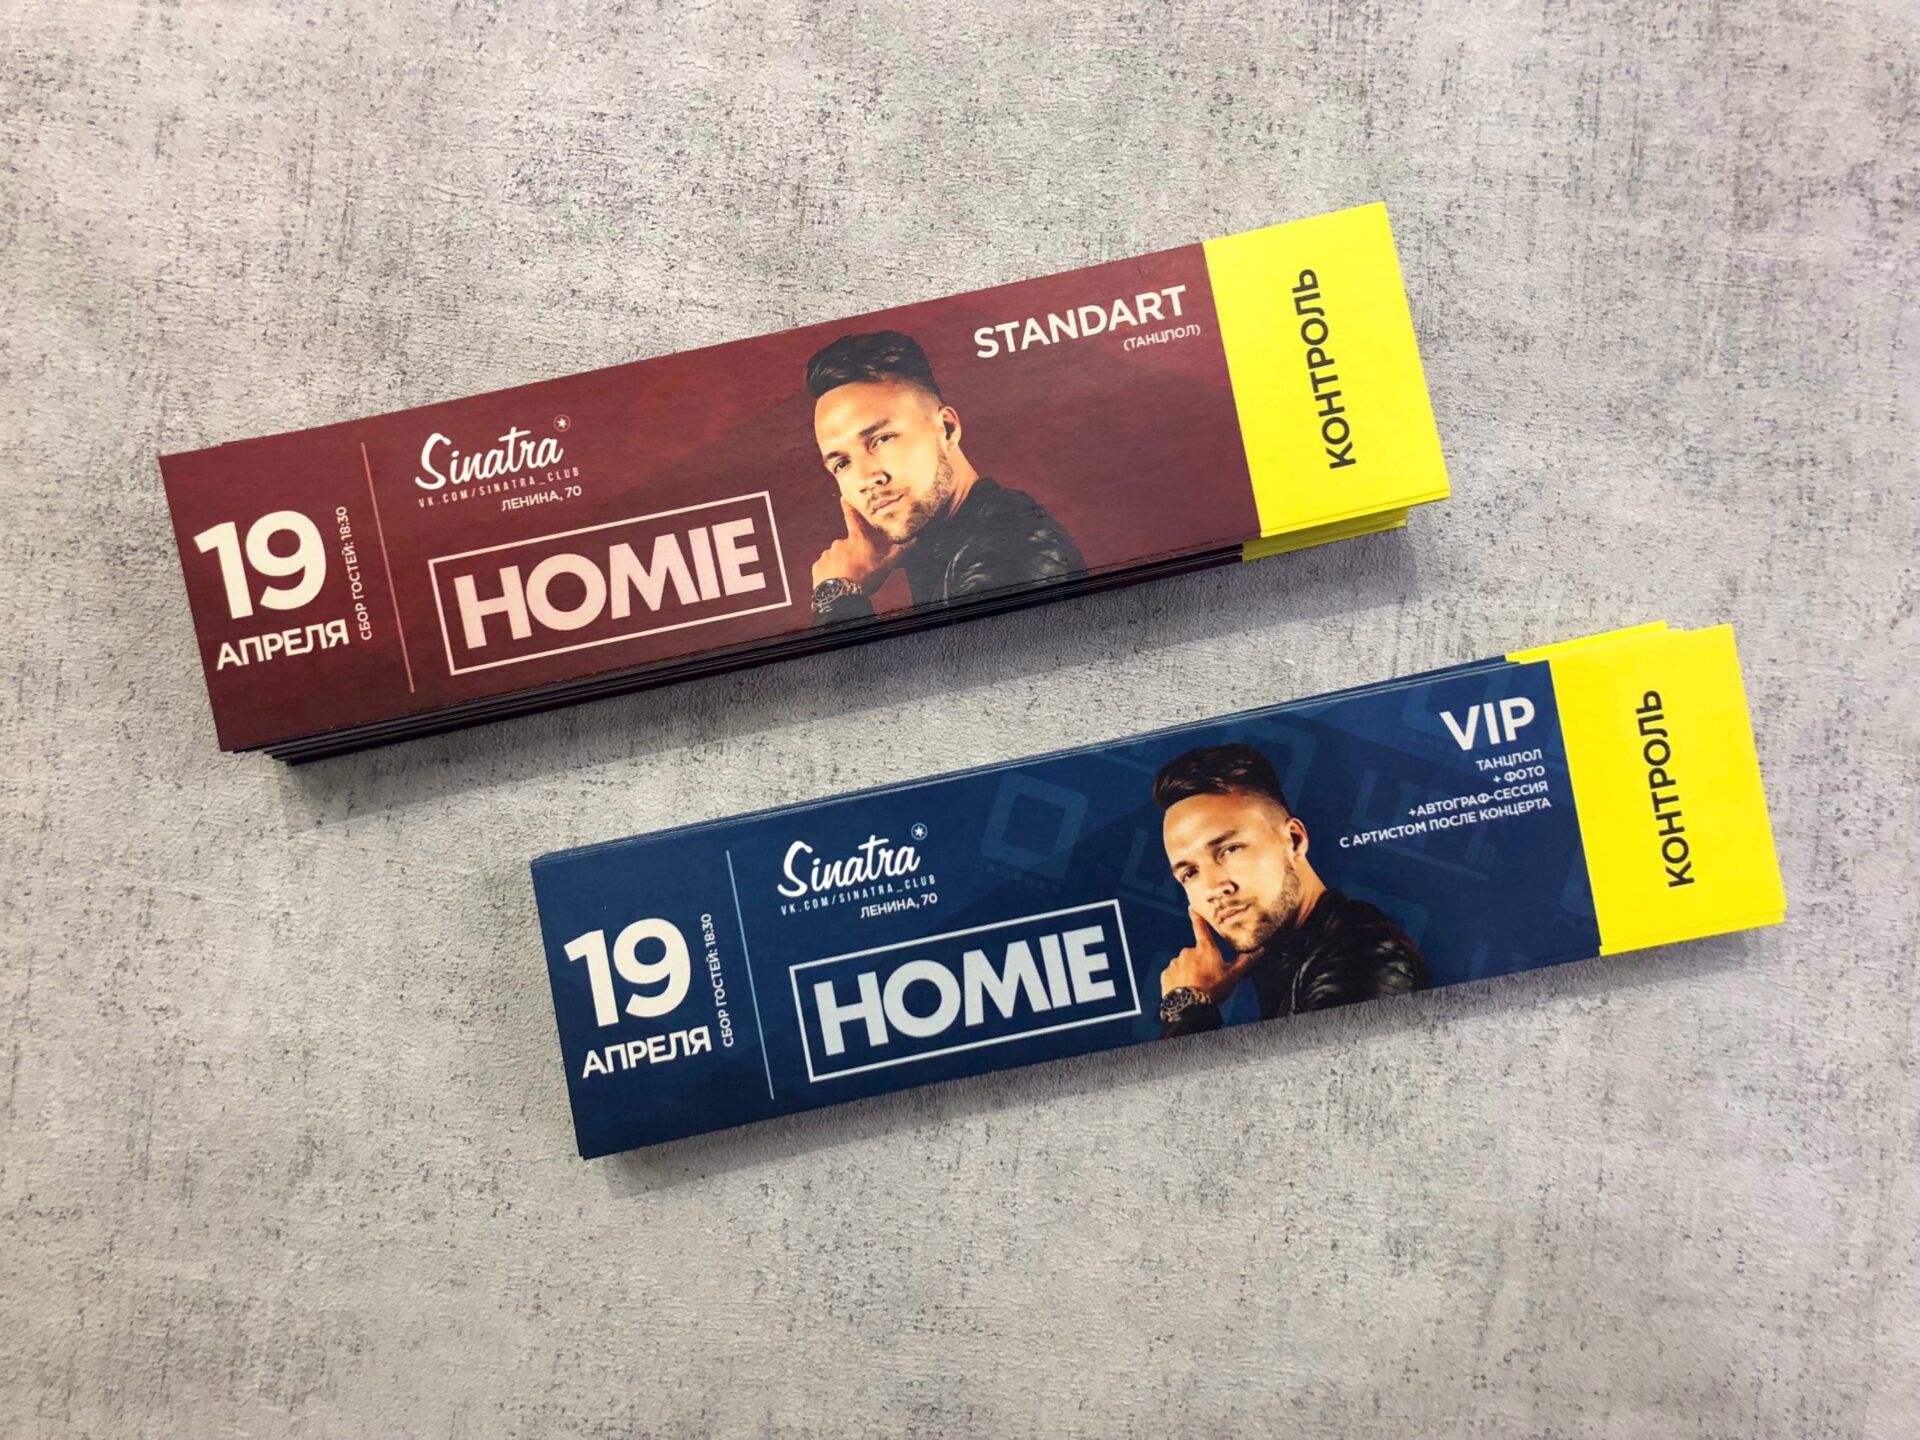 19
АПРЕЛЯ
СБОР ГОСТЕЙ: 18:30
Sinatra
VK.COM/SINATRA_CLUB
ЛЕНИНА, 70
HOMIE
STANDART
(ТАНЦПОЛ)
КОНТРОЛЬ
19
АПРЕЛЯ
СБОР ГОСТЕЙ: 18:30
Sinatra
VK.COM/SINATRA_CLUB
ЛЕНИНА, 70
HOMIE
VIP
ТАНЦПОЛ
+ ФОТО
+АВТОГРАФ-СЕССИЯ
С АРТИСТОМ ПОСЛЕ КОНЦЕРТА
КОНТРОЛЬ